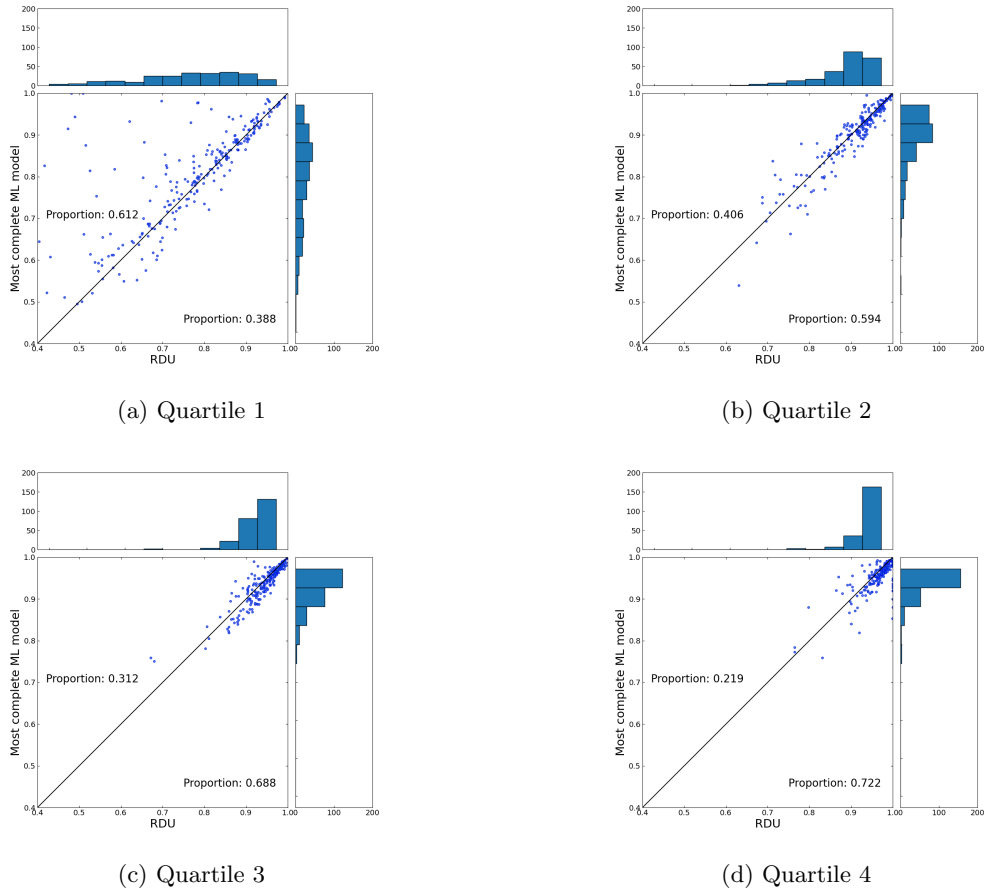 200
150
100
50
0
1.0
0.9
0.8
0.7
0.6
0.5
0.4
Most complete ML model
Proportion: 0.612
Proportion: 0.388
0.4 0.5 0.6 0.7 0.8 0.9 1.0
0 100 200
RDU
(a) Quartile 1
200
150
100
50
0
1.0
0.9
0.8
0.7
0.6
0.5
0.4
Most complete ML model
Proportion: 0.406
Proportion: 0.594
0.4 0.5 0.6 0.7 0.8 0.9 1.0
0 100 200
RDU
(b) Quartile 2
200
150
100
50
0
1.0
0.9
0.8
0.7
0.6
0.5
0.4
Most complete ML model
Proportion: 0.312
Proportion: 0.688
0.4 0.5 0.6 0.7 0.8 0.9 1.0
0 100 200
RDU
(c) Quartile 3
200
150
100
50
0
1.0
0.9
0.8
0.7
0.6
0.5
0.4
Most complete ML model
Proportion: 0.219
Proportion: 0.722
0.4 0.5 0.6 0.7 0.8 0.9 1.0
0 100 200
RDU
(d) Quartile 4